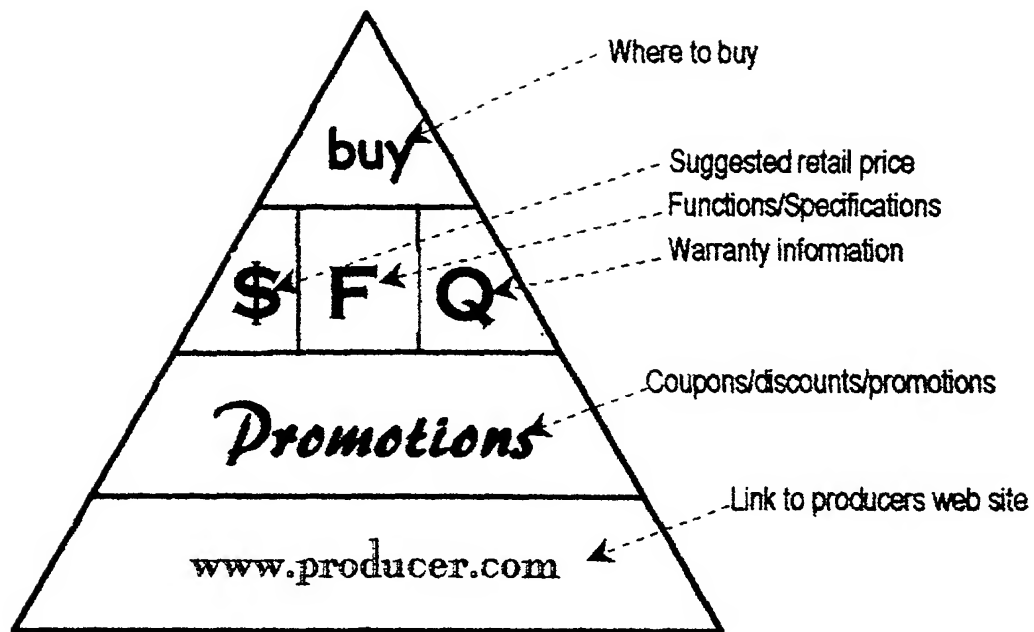 Where to buy
buy
Suggested retail price
Functions/Specifications
Warranty information
$ F Q
Coupons/discounts/promotions
Promotions
Link to producers web site
www.producer.com